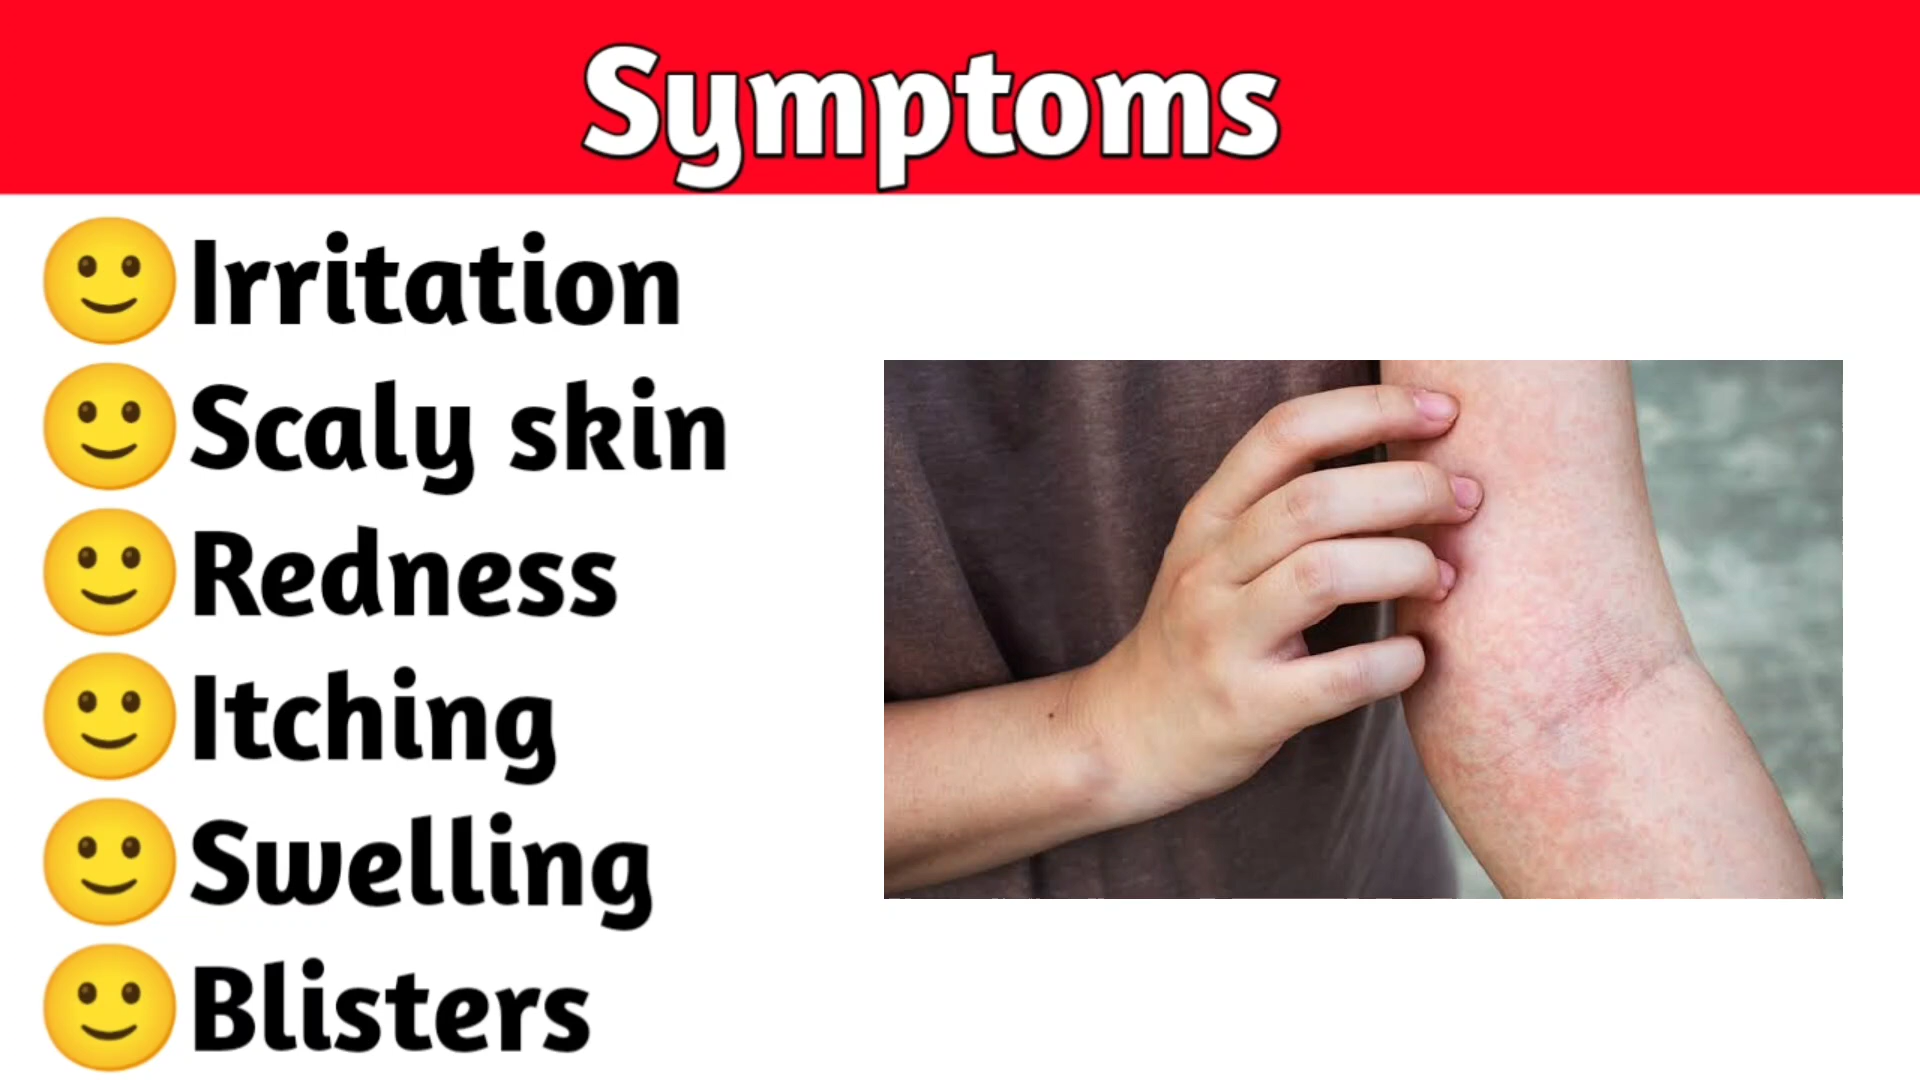 Symptoms
Irritation
Scaly skin
Redness
Itching
Swelling
Blisters